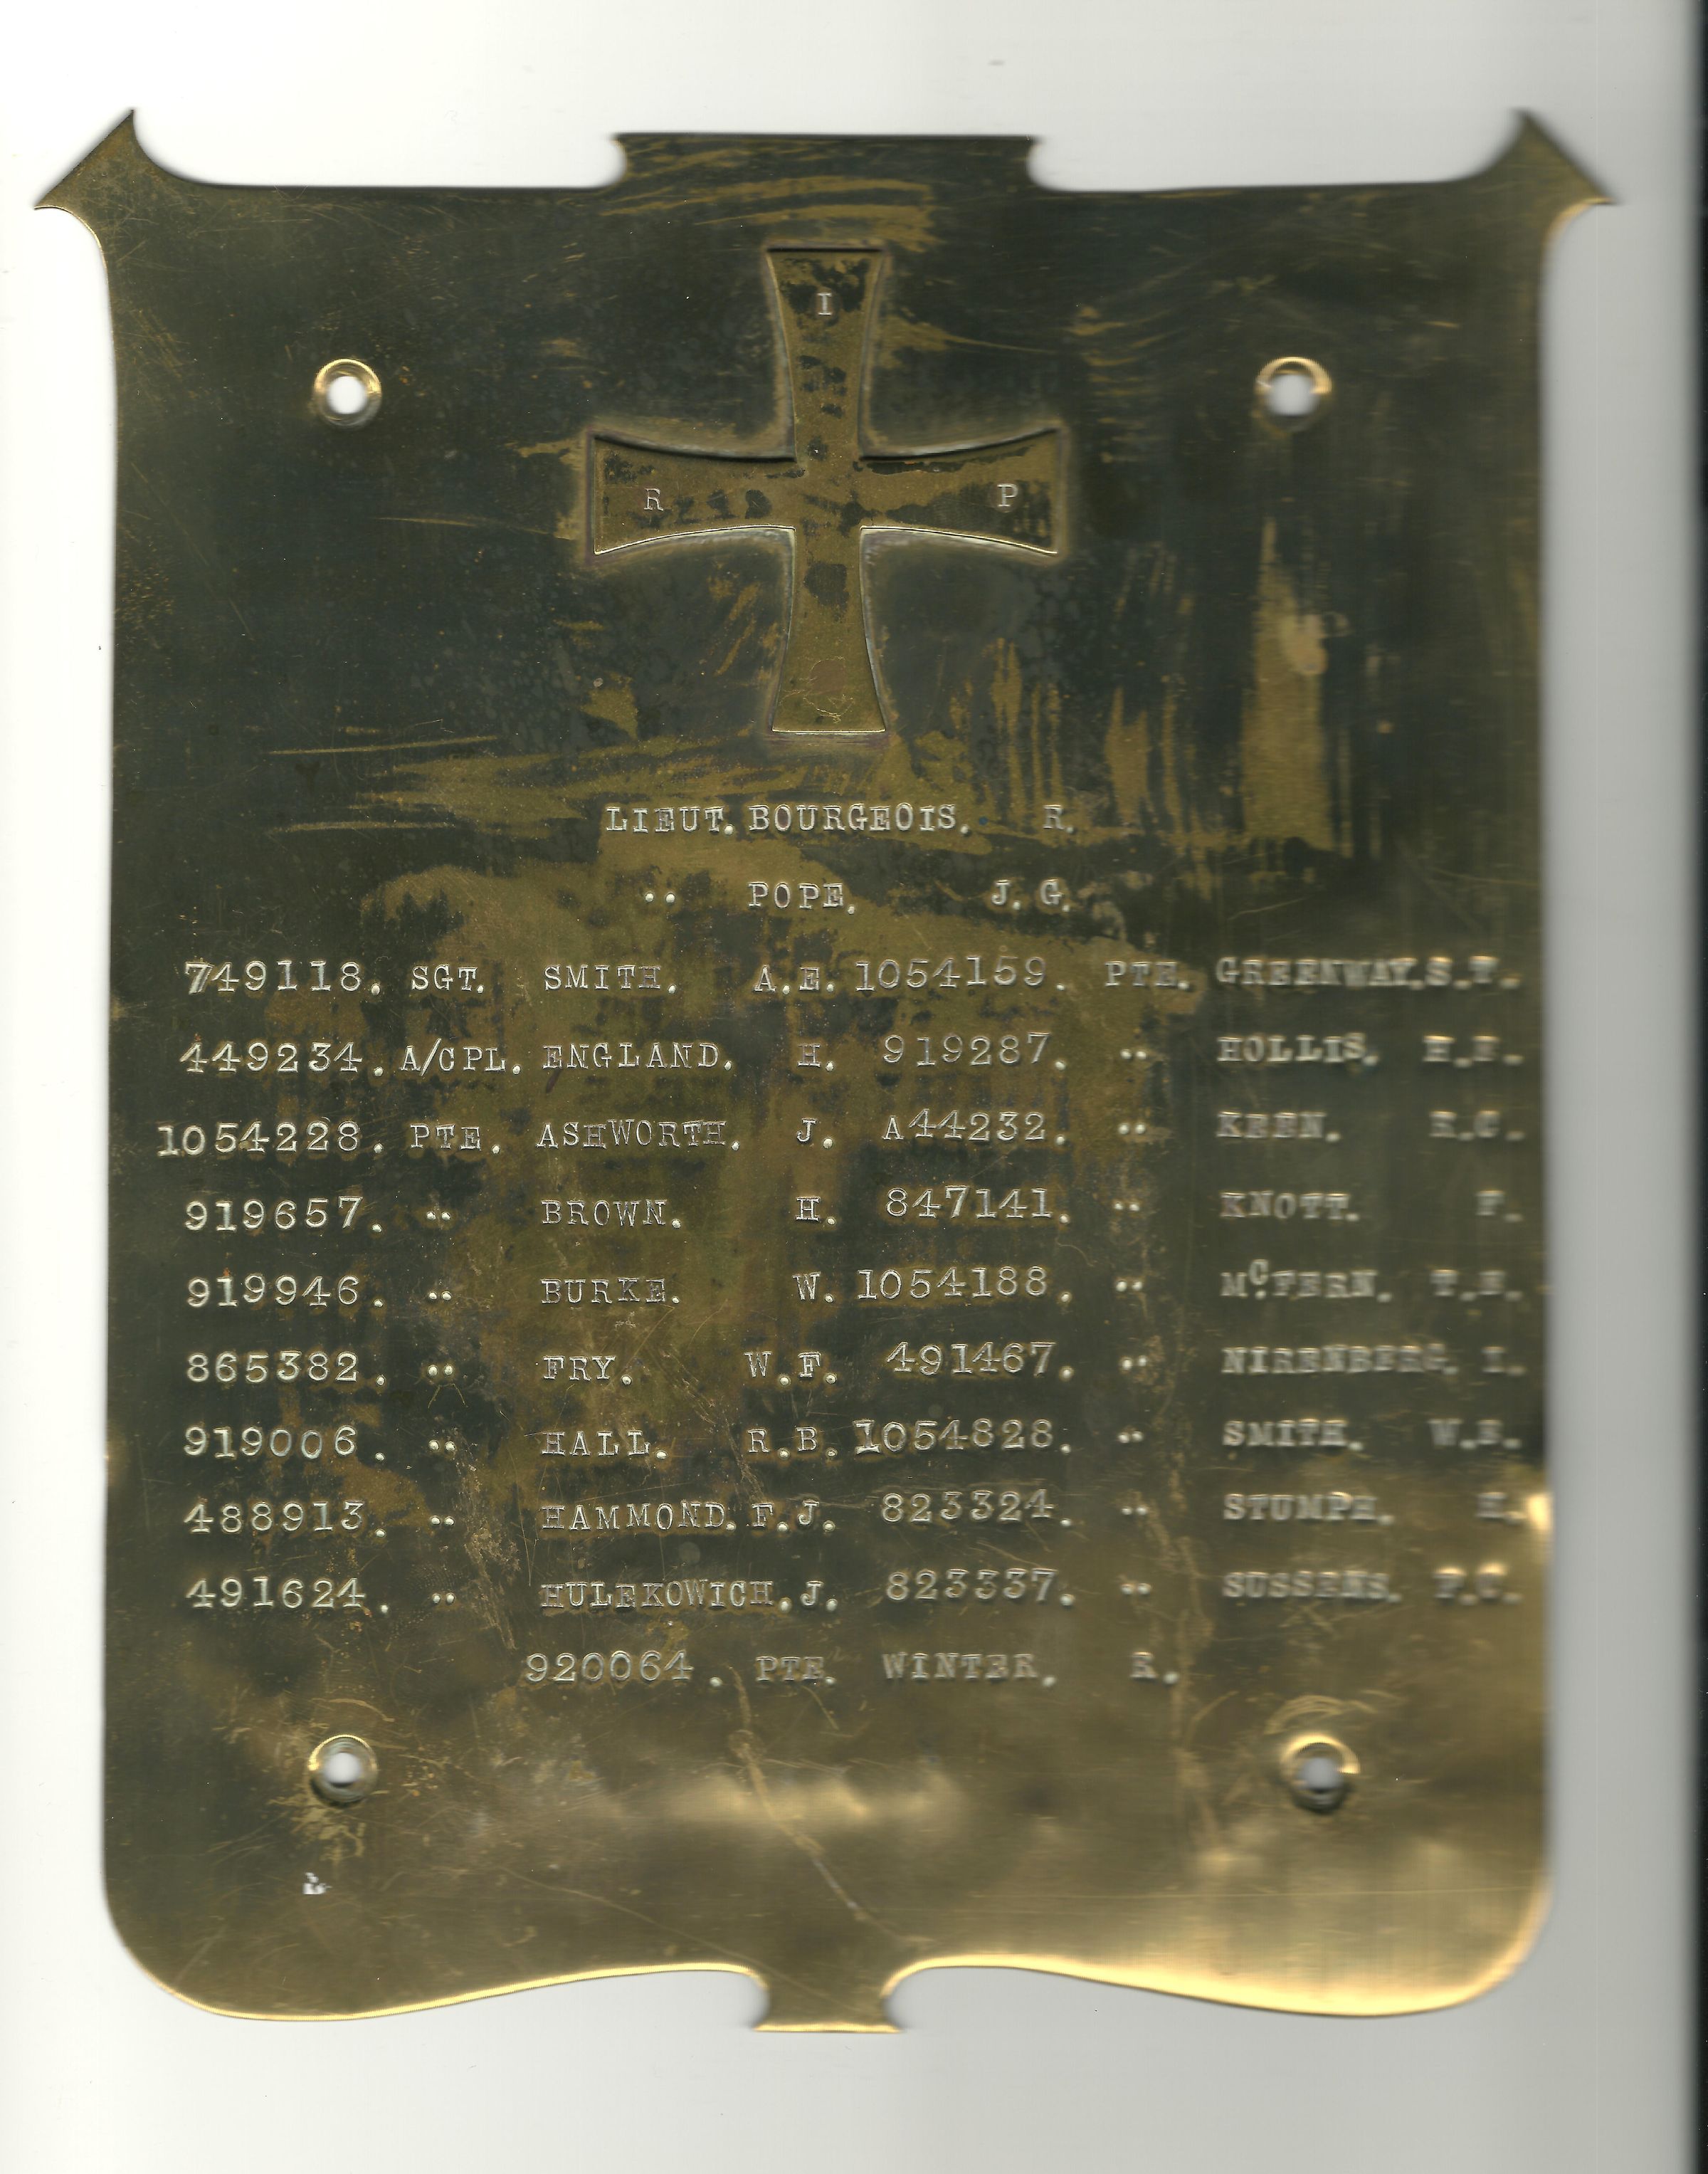 I
R P
LIEUT. BOURGEOIS. R.
" POPE. J.G.
749118. SGT. SMITH. A.E. 1054159. PTE. GREENWAY.S.T.
449234. A/CPL. ENGLAND. H. 919287. " HOLLIS.
1054228. PTE. ASHWORTH. J. A44232. " KEEN. R.C.
919657. " BROWN. H. 847141. " KNOTT. F.
919946. " BURKE. W. 1054188. "
865382. " FRY. W.F. 491467. " NIRENBERG. I.
919006. " HALL. R.B. 1054828. " SMITH.
488913. " HAMMOND. F.J. 823324. " STUMPH.
491624. " HULEKOWICH.J. 823337. " SUSSENS. F.C.
920064. PTE. WINTER. R.